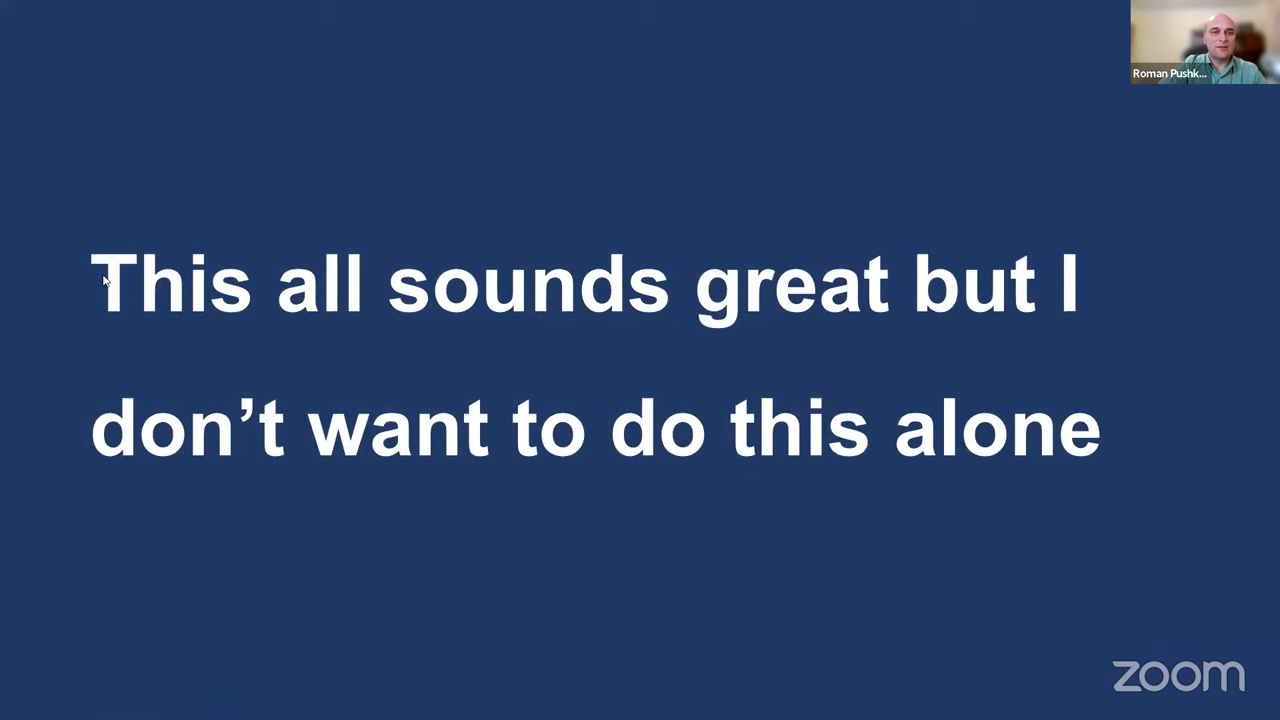 Roman Pushk...
This all sounds great but I
don’t want to do this alone
zoom